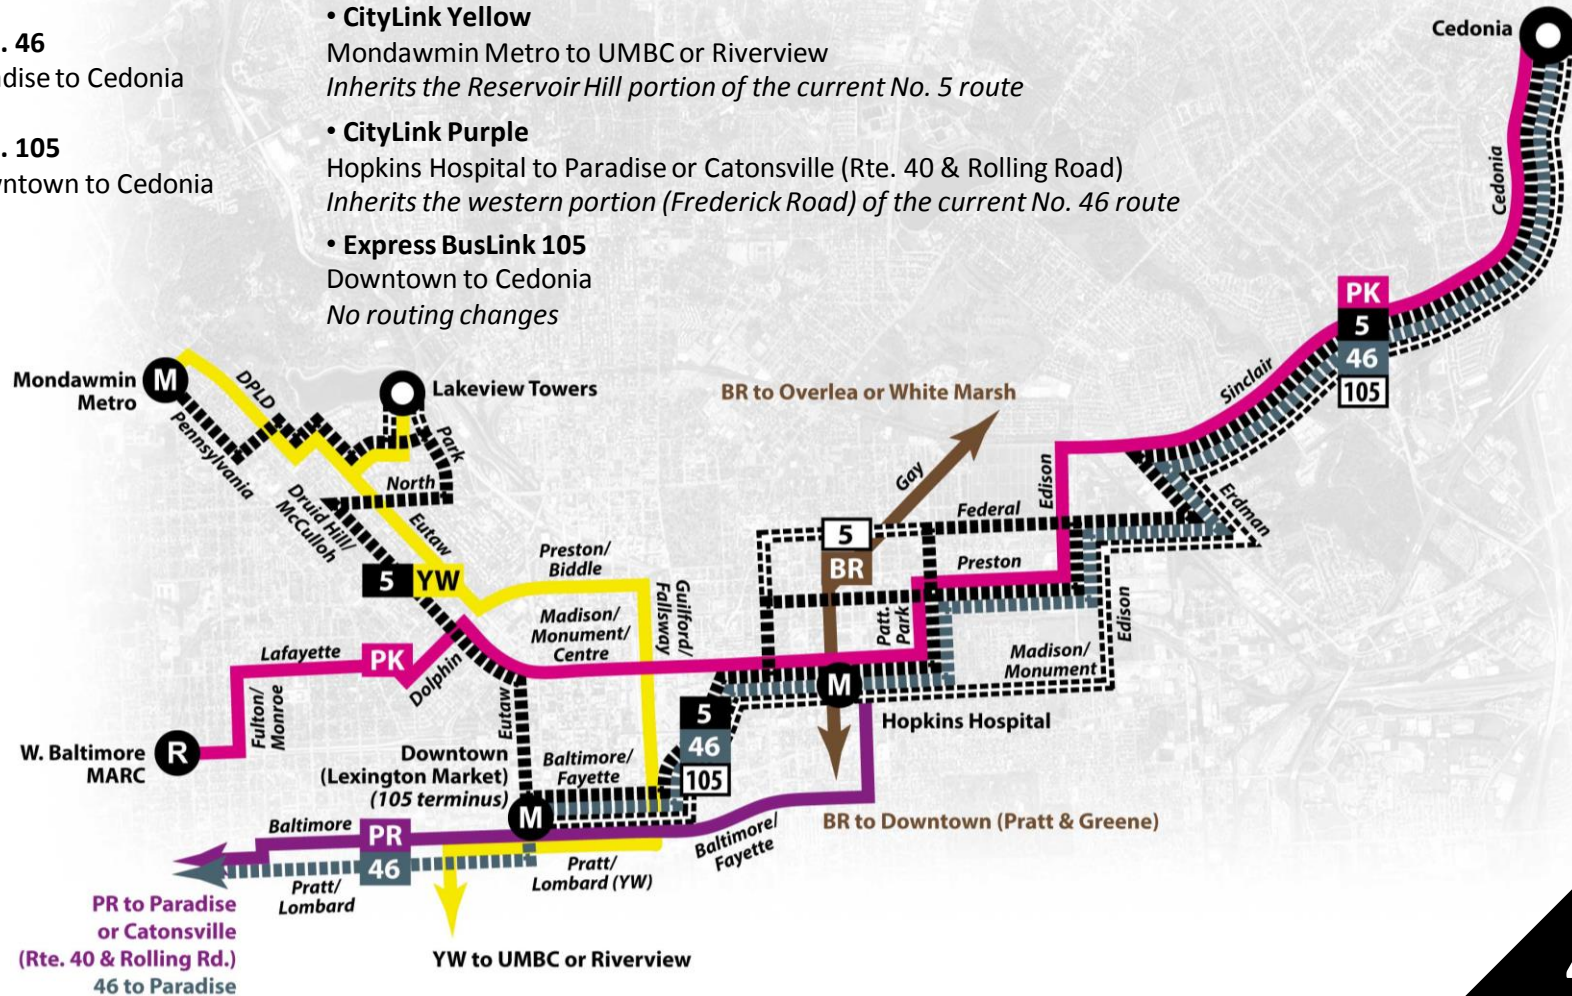 . 46
adise to Cedonia
. 105
wntown to Cedonia
• CityLink Yellow
Mondawmin Metro to UMBC or Riverview
Inherits the Reservoir Hill portion of the current No. 5 route
• CityLink Purple
Hopkins Hospital to Paradise or Catonsville (Rte. 40 & Rolling Road)
Inherits the western portion (Frederick Road) of the current No. 46 route
• Express BusLink 105
Downtown to Cedonia
No routing changes
Cedonia
Cedonia
PK
5
46
105
Sinclair
Mondawmin
Metro
M
DPLD
Pennsylvania
Lakeview Towers
Park
North
Druid Hill/
McCulloh
Eutaw
5
YW
BR to Overlea or White Marsh
Gay
Edison
Erdman
Federal
5
BR
Preston
Preston/
Biddle
Guilford/
Fallsway
Madison/
Monument/
Centre
Patt.
Park
Edison
Madison/
Monument
Lafayette
PK
Dolphin
Fulton/
Monroe
Eutaw
M
Hopkins Hospital
W. Baltimore
MARC
R
5
46
105
Downtown
(Lexington Market)
(105 terminus)
Baltimore/
Fayette
M
Baltimore
PR
46
Pratt/
Lombard
Pratt/
Lombard (YW)
Baltimore/
Fayette
BR to Downtown (Pratt & Greene)
PR to Paradise
or Catonsville
(Rte. 40 & Rolling Rd.)
46 to Paradise
YW to UMBC or Riverview